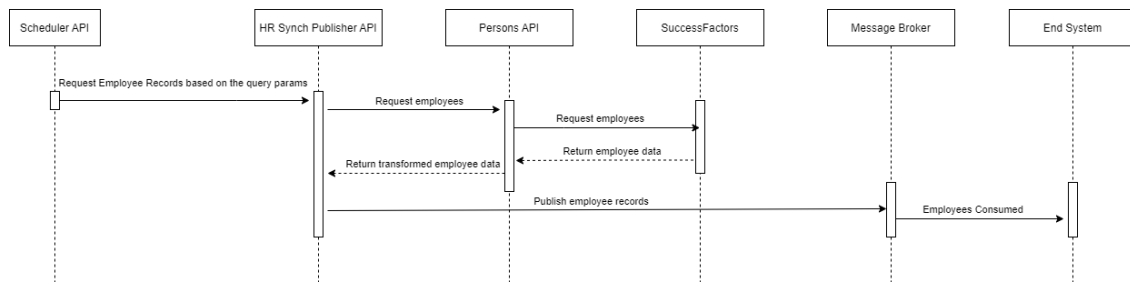 Scheduler API
HR Synch Publisher API
Persons API
SuccessFactors
Message Broker
End System
Request Employee Records based on the query params
Request employees
Request employees
Return employee data
Return transformed employee data
Publish employee records
Employees Consumed